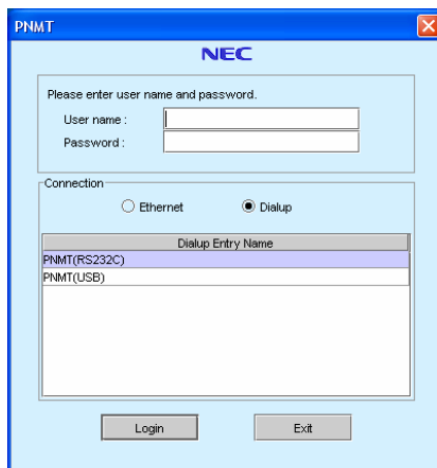 PNMT
NEC
Please enter user name and password.
User name :
Password :
Connection
Ethernet Dialup
Dialup Entry Name
PNMT(RS232C)
PNMT(USB)
Login Exit